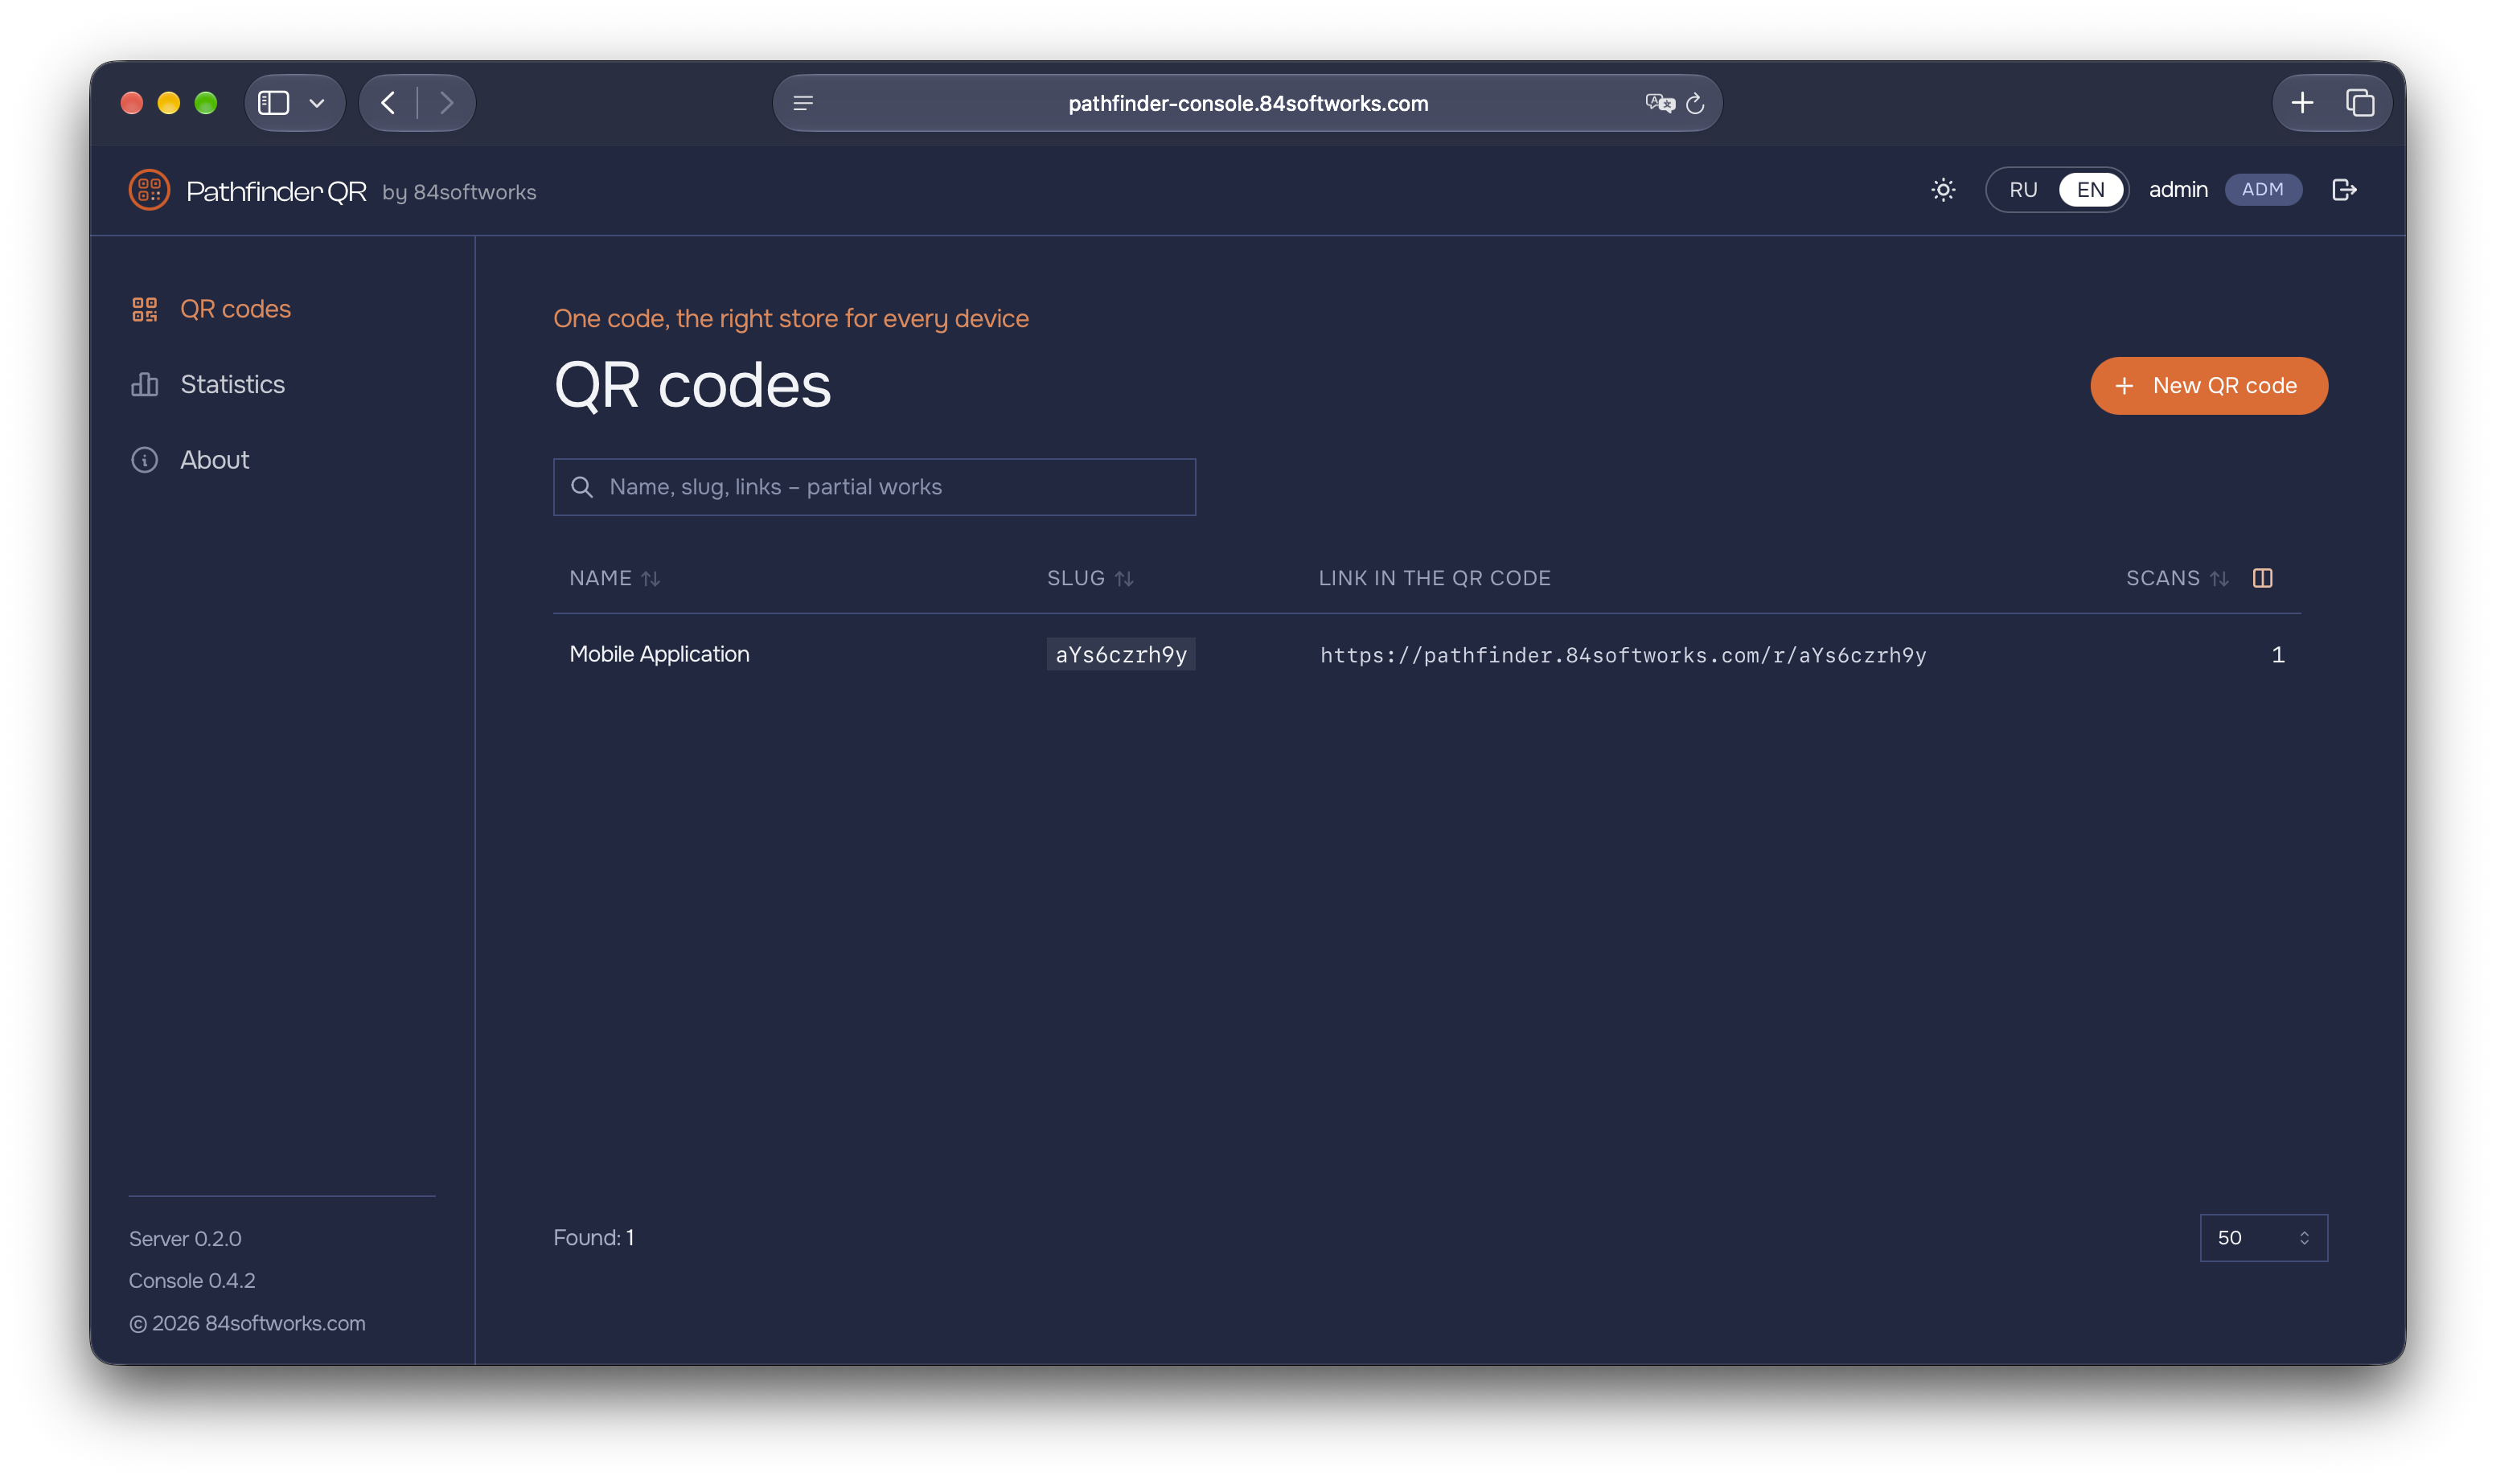 pathfinder-console.84softworks.com
Pathfinder QR by 84softworks
RU EN admin ADM
QR codes
Statistics
About
One code, the right store for every device
QR codes
+ New QR code
Name, slug, links – partial works
NAME SLUG LINK IN THE QR CODE SCANS
Mobile Application aYs6czrh9y https://pathfinder.84softworks.com/r/aYs6czrh9y 1
Found: 1
50
Server 0.2.0
Console 0.4.2
© 2026 84softworks.com